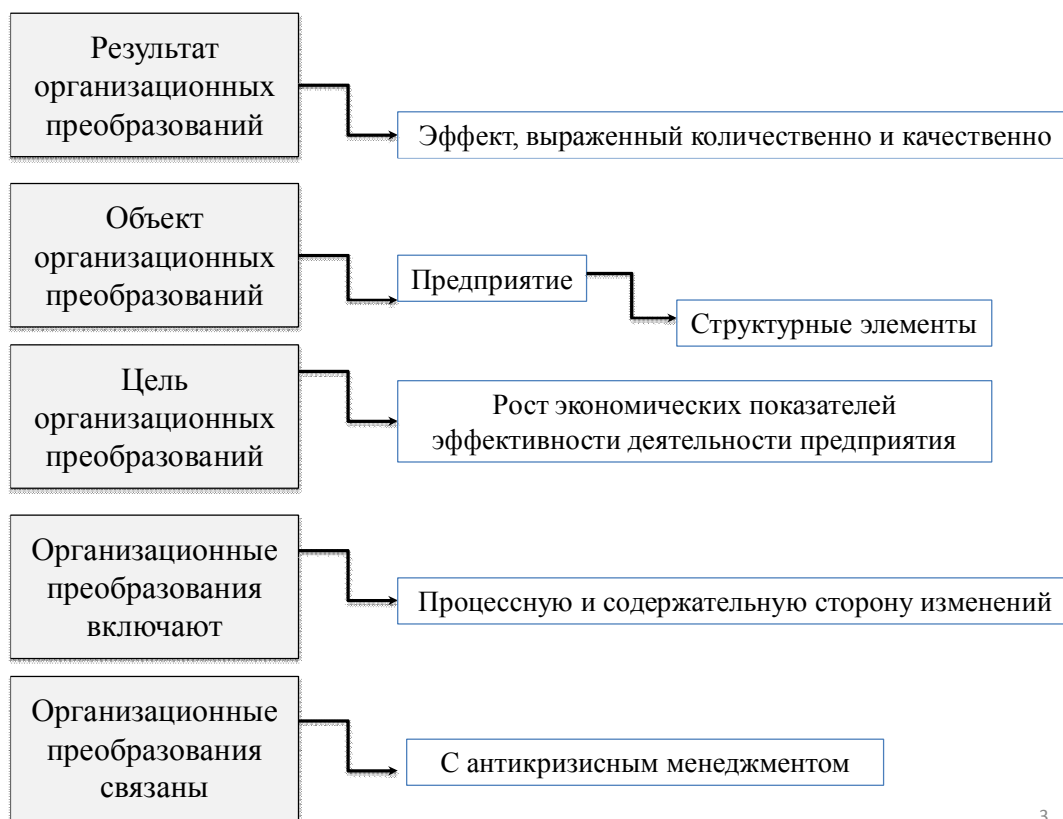 Результат
организационных
преобразований
Эффект, выраженный количественно и качественно
Объект
организационных
преобразований
Предприятие
Структурные элементы
Цель
организационных
преобразований
Рост экономических показателей
эффективности деятельности предприятия
Организационные
преобразования
включают
Процессную и содержательную сторону изменений
Организационные
преобразования
связаны
С антикризисным менеджментом
3